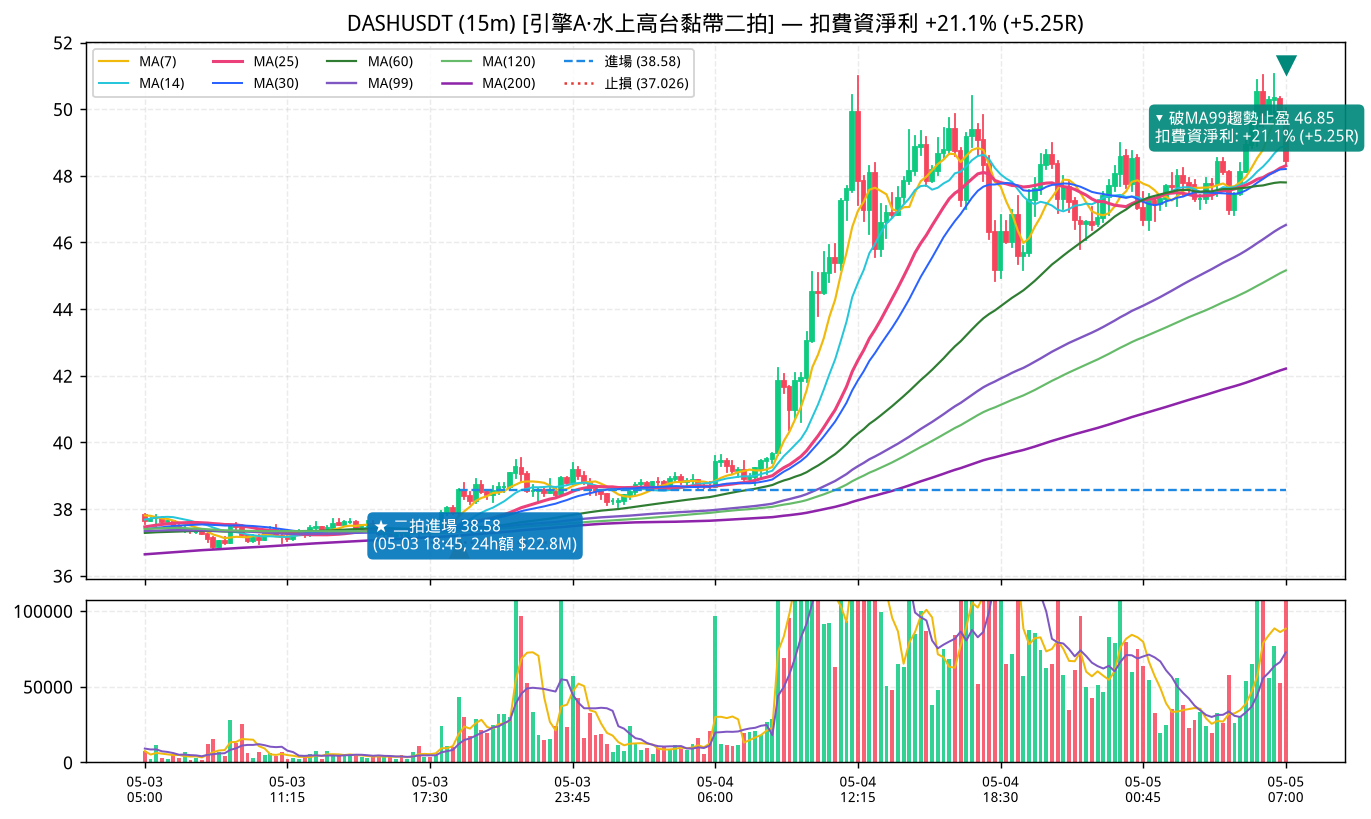 DASHUSDT (15m) [引擎A·水上高台黏帶二拍] — 扣費資淨利 +21.1% (+5.25R)
MA(7)
MA(14)
MA(25)
MA(30)
MA(60)
MA(99)
MA(120)
MA(200)
進場 (38.58)
止損 (37.026)
▾ 破MA99趨勢止盈 46.85
扣費資淨利: +21.1% (+5.25R)
★ 二拍進場 38.58
(05-03 18:45, 24h額 $22.8M)
52
50
48
46
44
42
40
38
36
100000
50000
0
05-03
05:00
05-03
11:15
05-03
17:30
05-03
23:45
05-04
06:00
05-04
12:15
05-04
18:30
05-05
00:45
05-05
07:00